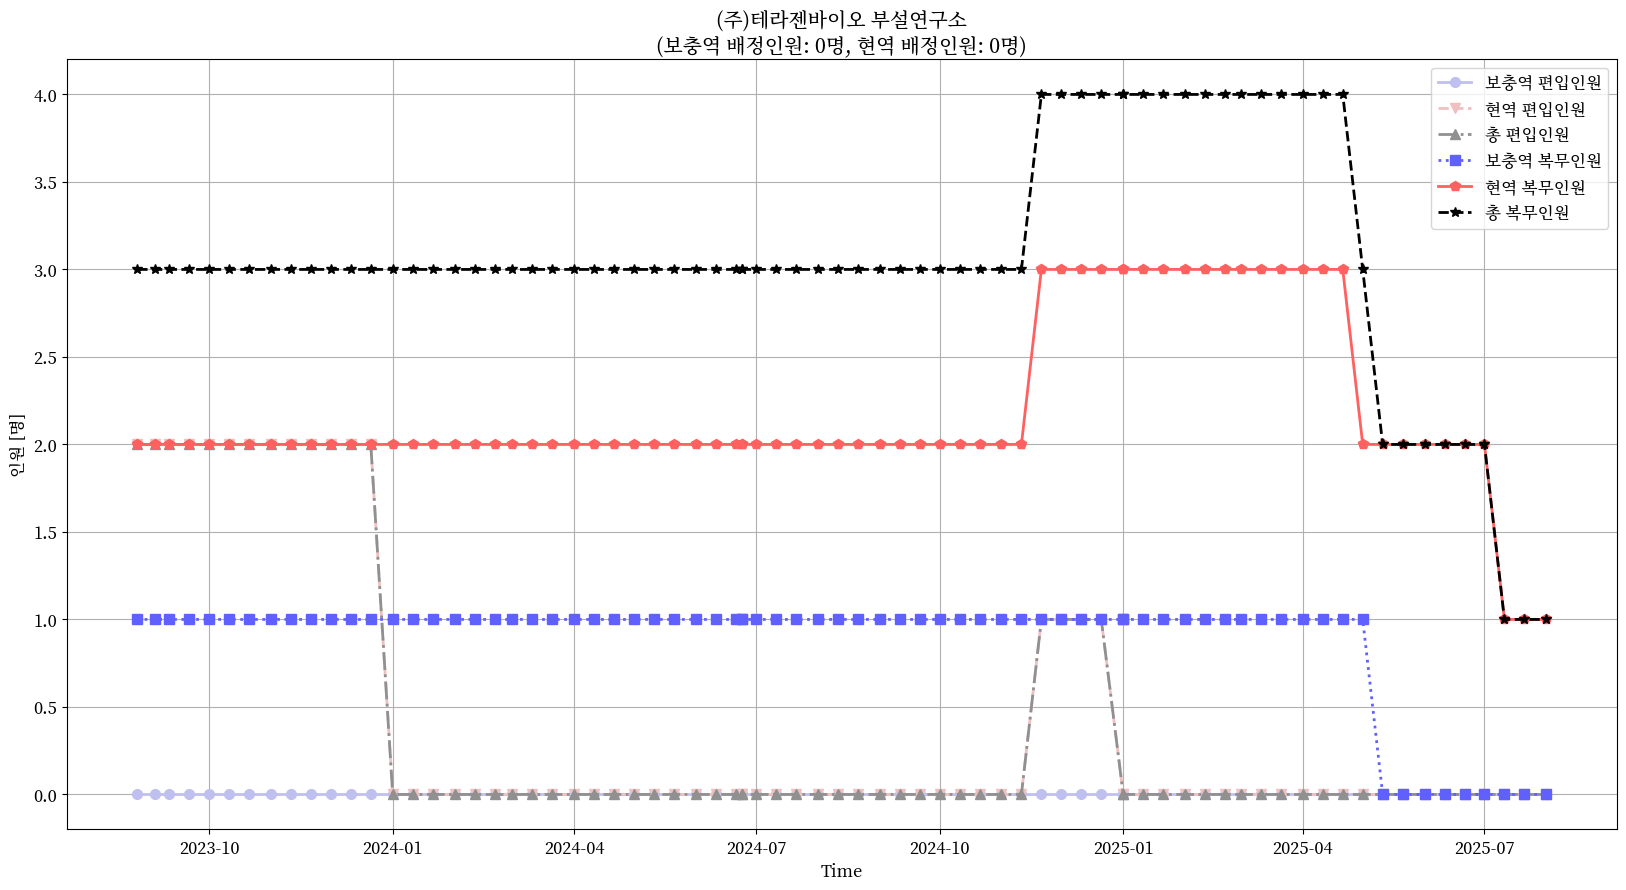 (주)테라젠바이오 부설연구소
(보충역 배정인원: 0명, 현역 배정인원: 0명)
보충역 편입인원
현역 편입인원
총 편입인원
보충역 복무인원
현역 복무인원
총 복무인원
인원 [명]
4.0
3.5
3.0
2.5
2.0
1.5
1.0
0.5
0.0
2023-10 2024-01 2024-04 2024-07 2024-10 2025-01 2025-04 2025-07
Time